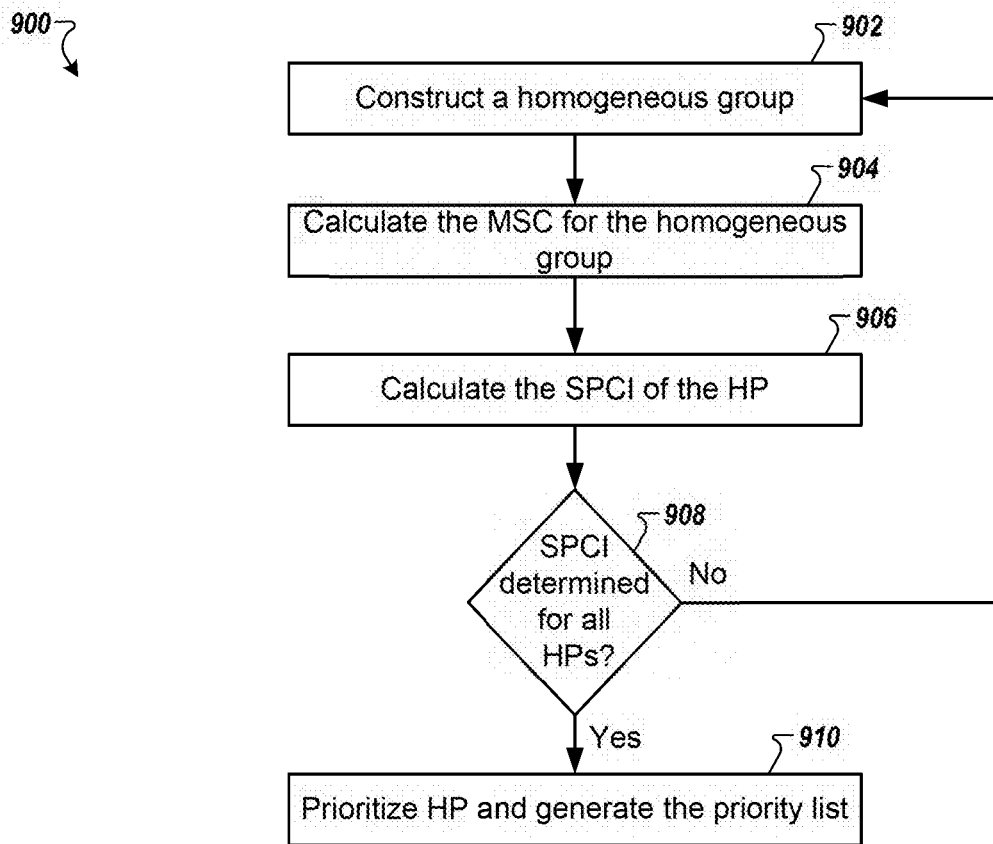 900
902
Construct a homogeneous group
904
Calculate the MSC for the homogeneous
group
906
Calculate the SPCI of the HP
908
SPCI
determined
for all
HPs?
No
Yes
910
Prioritize HP and generate the priority list